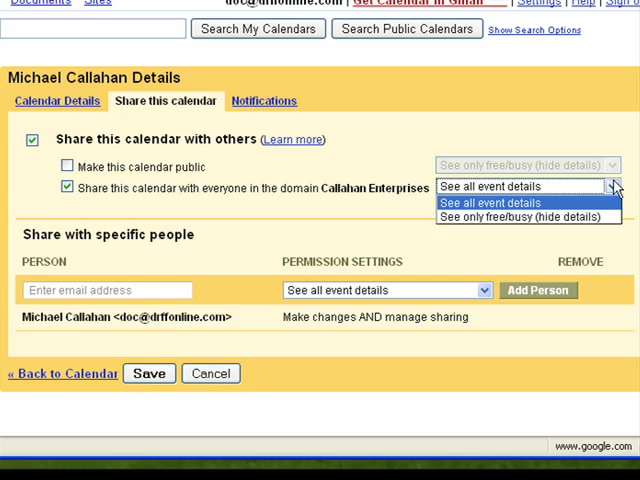 Documents Sites doc@drffonline.com | Get Calendar in Gmail | Settings | Help | Sign o
Search My Calendars Search Public Calendars Show Search Options
Michael Callahan Details
Calendar Details Share this calendar Notifications
Share this calendar with others (Learn more)
Make this calendar public See only free/busy (hide details)
Share this calendar with everyone in the domain Callahan Enterprises See all event details
See all event details
See only free/busy (hide details)
Share with specific people
PERSON PERMISSION SETTINGS REMOVE
Enter email address See all event details Add Person
Michael Callahan <doc@drffonline.com> Make changes AND manage sharing
« Back to Calendar Save Cancel
www.google.com